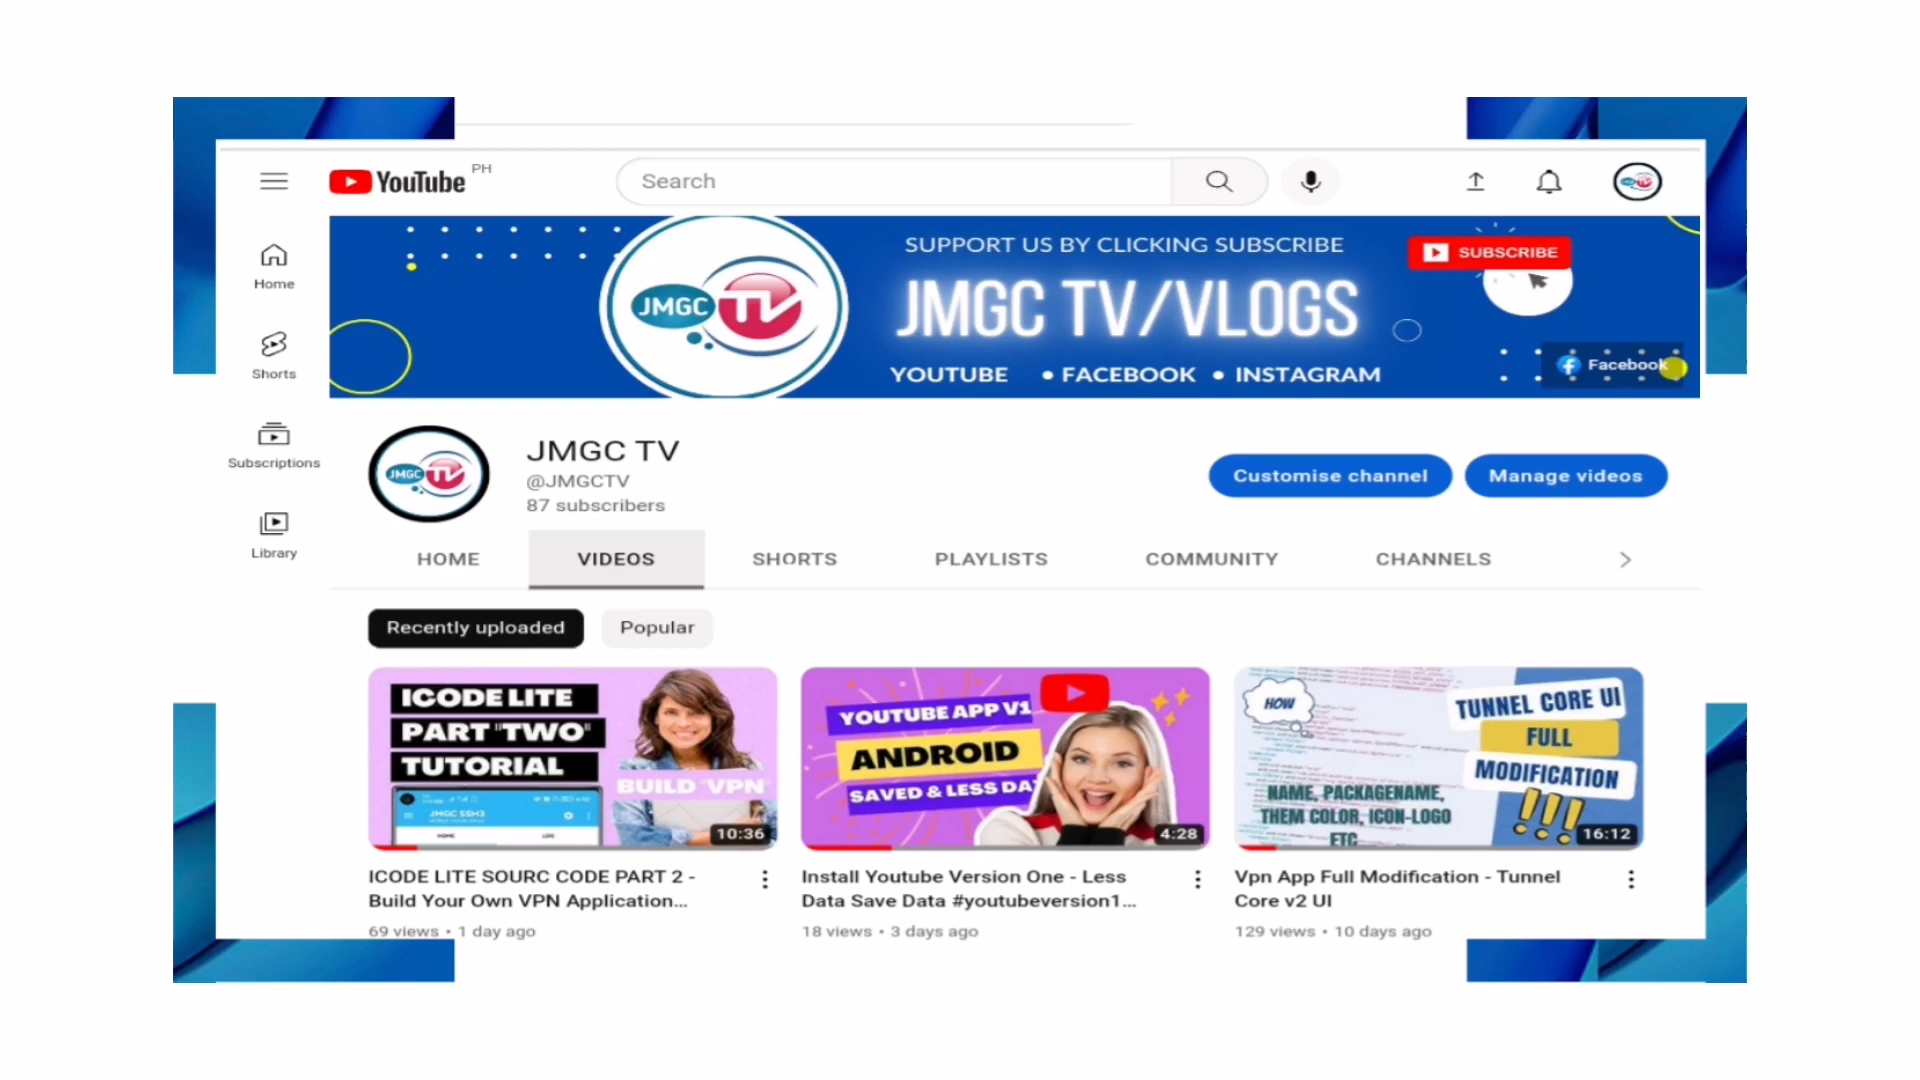 YouTube PH
Search
Home
Shorts
Subscriptions
Library
JMGC TV
SUPPORT US BY CLICKING SUBSCRIBE
SUBSCRIBE
JMGC TV/VLOGS
YOUTUBE • FACEBOOK • INSTAGRAM
Facebook
JMGC TV
JMGC TV
@JMGCTV
87 subscribers
Customise channel
Manage videos
HOME
VIDEOS
SHORTS
PLAYLISTS
COMMUNITY
CHANNELS
Recently uploaded
Popular
ICODE LITE
PART "TWO"
TUTORIAL
BUILD "VPN"
JMGC SSH3
HOME
LOG
10:36
ICODE LITE SOURC CODE PART 2 -
Build Your Own VPN Application...
69 views • 1 day ago
YOUTUBE APP V1
ANDROID
SAVED & LESS DA
4:28
Install Youtube Version One - Less
Data Save Data #youtubeversion1...
18 views • 3 days ago
HOW
TUNNEL CORE UI
FULL
MODIFICATION
NAME, PACKAGENAME,
THEM COLOR, ICON-LOGO
ETC
!!!
16:12
Vpn App Full Modification - Tunnel
Core v2 UI
129 views • 10 days ago